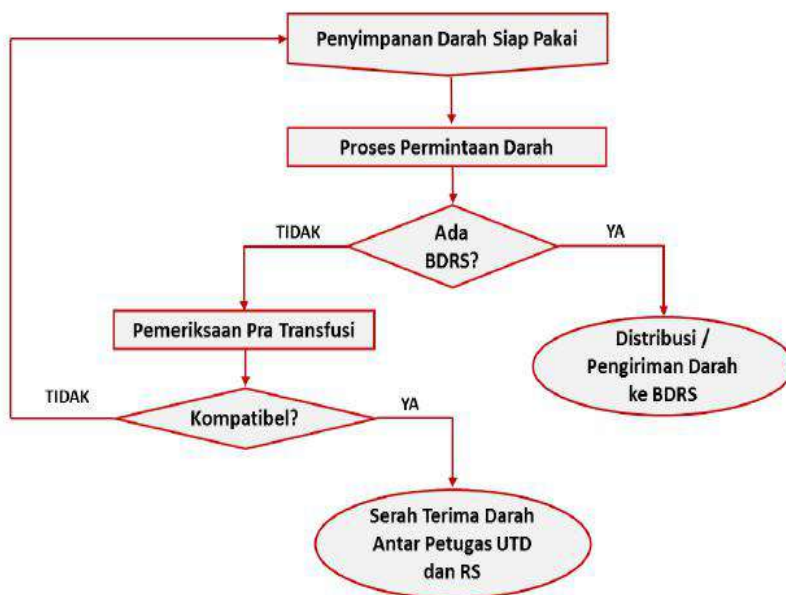 Penyimpanan Darah Siap Pakai
Proses Permintaan Darah
TIDAK
Ada
BDRS?
YA
Pemeriksaan Pra Transfusi
Distribusi /
Pengiriman Darah
ke BDRS
TIDAK
Kompatibel?
YA
Serah Terima Darah
Antar Petugas UTD
dan RS